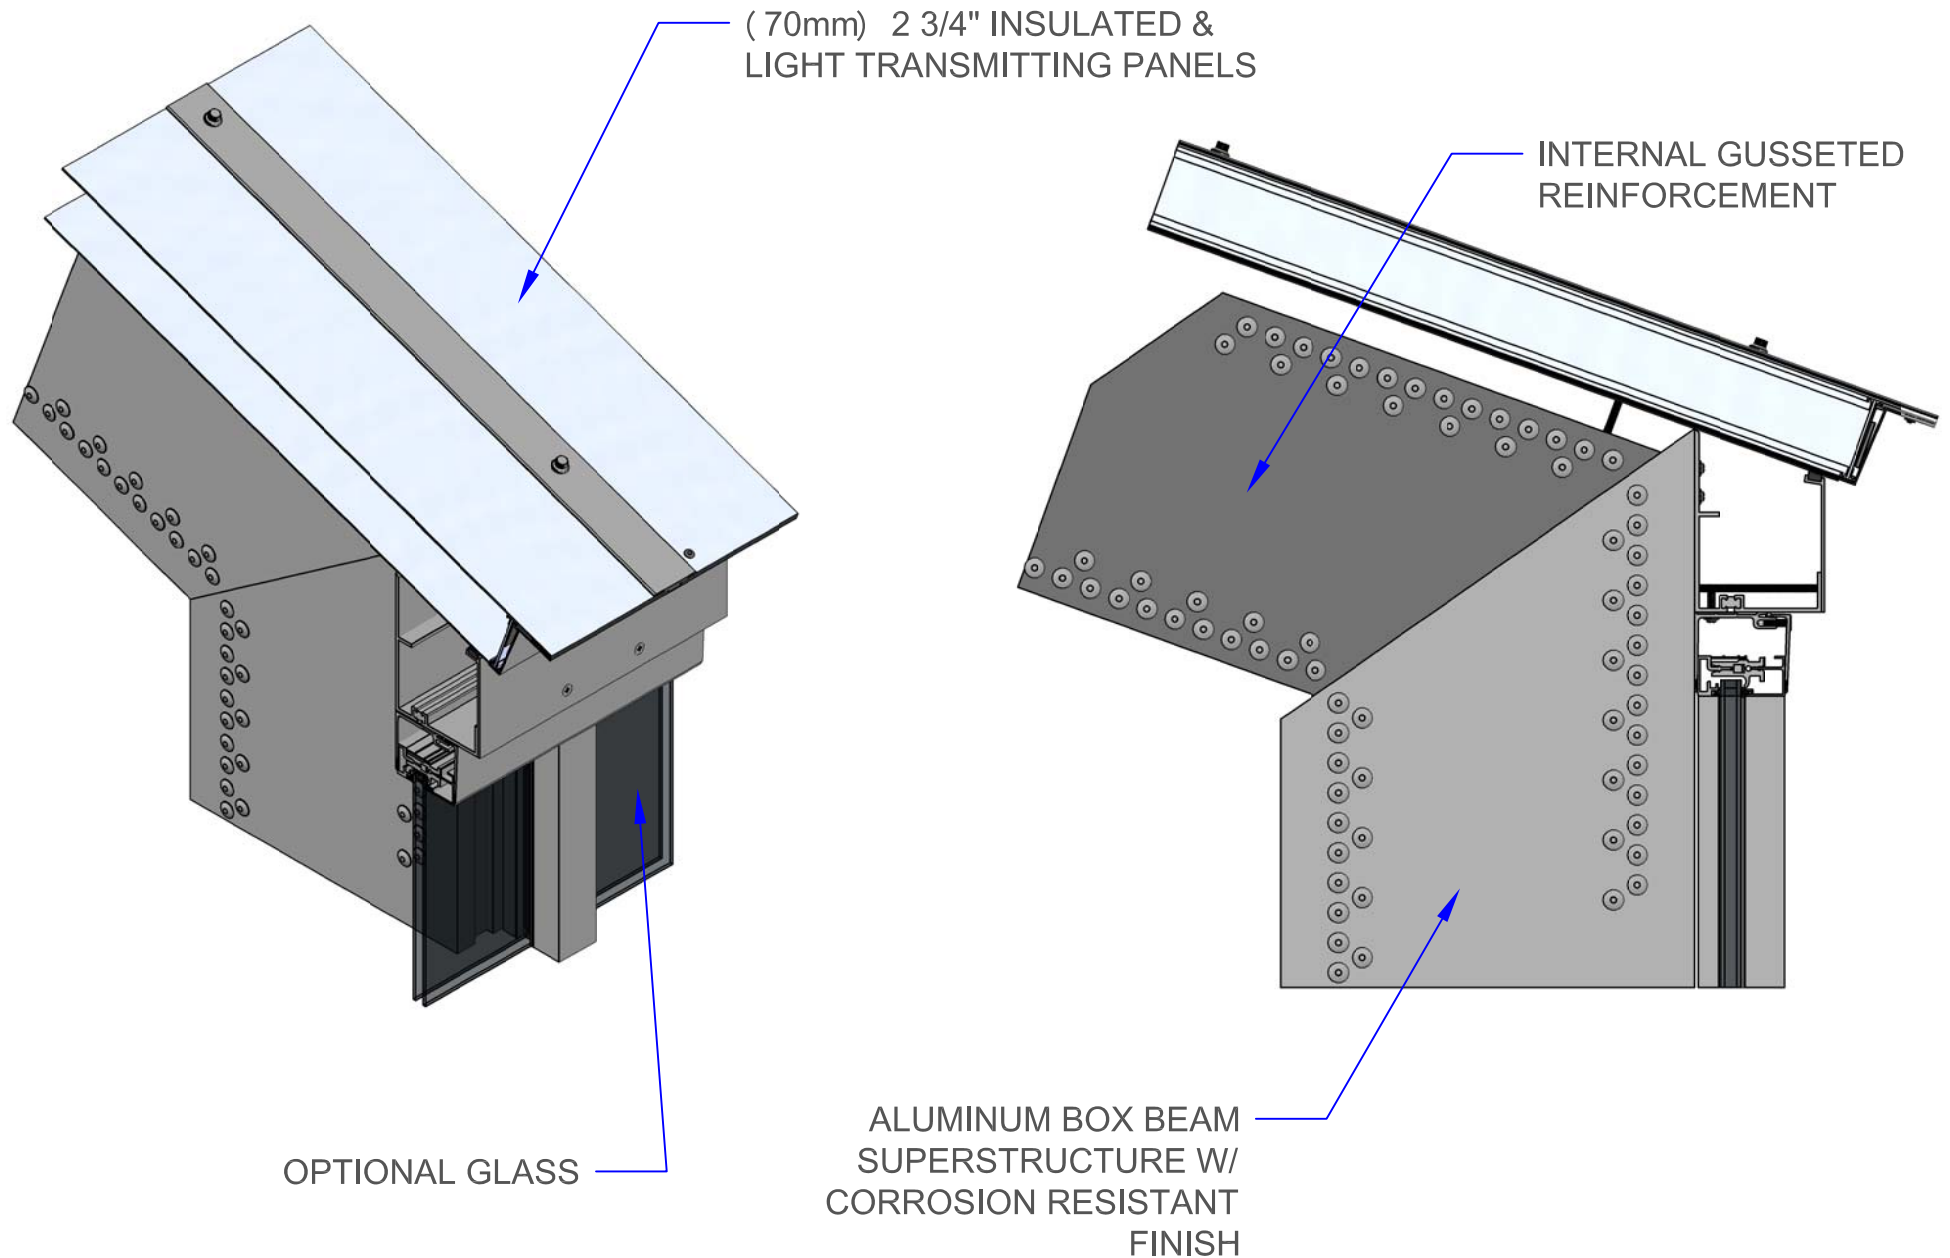 ( 70mm) 2 3/4" INSULATED &
LIGHT TRANSMITTING PANELS
INTERNAL GUSSETED
REINFORCEMENT
OPTIONAL GLASS
ALUMINUM BOX BEAM
SUPERSTRUCTURE W/
CORROSION RESISTANT
FINISH